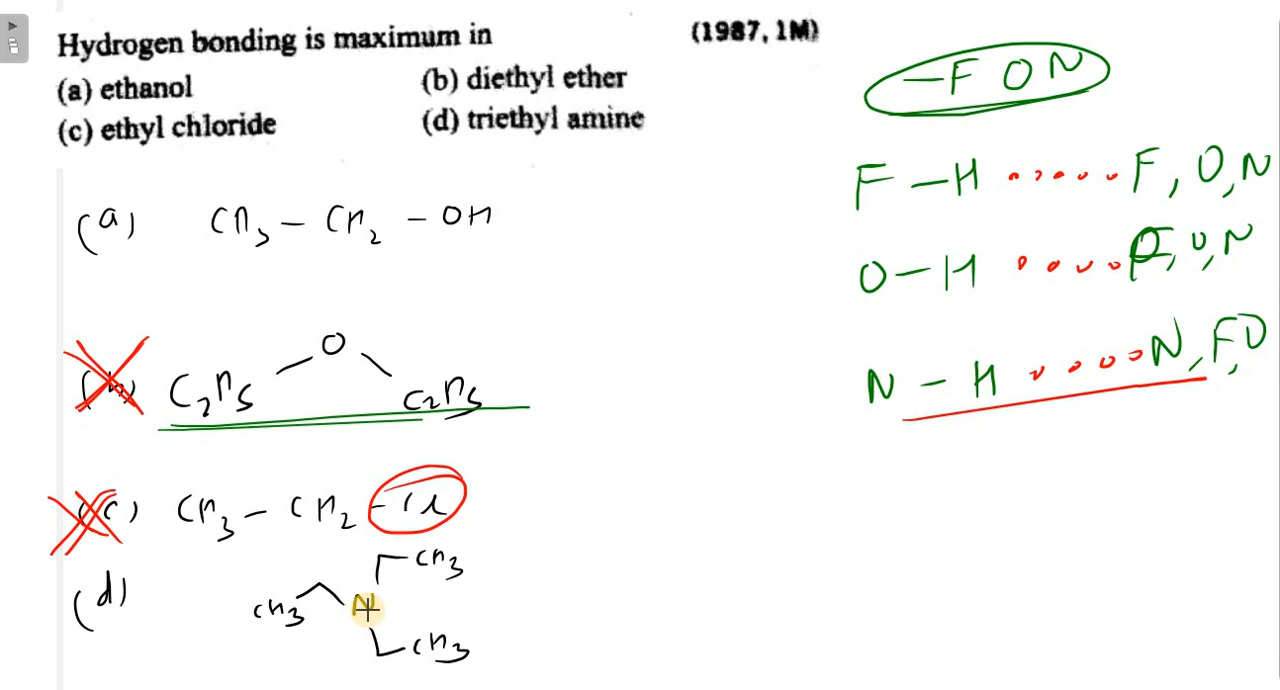 Hydrogen bonding is maximum in (1987, 1M)
(a) ethanol (b) diethyl ether
(c) ethyl chloride (d) triethyl amine
–F O N
F – H ..... F, O, N
O – H .... F, O, N
N – H .... N, F, O
(a) CH3 – CH2 – OH
(b) C2H5 O C2H5
(c) CH3 – CH2 – Cl
(d) CH3 N CH3
CH3